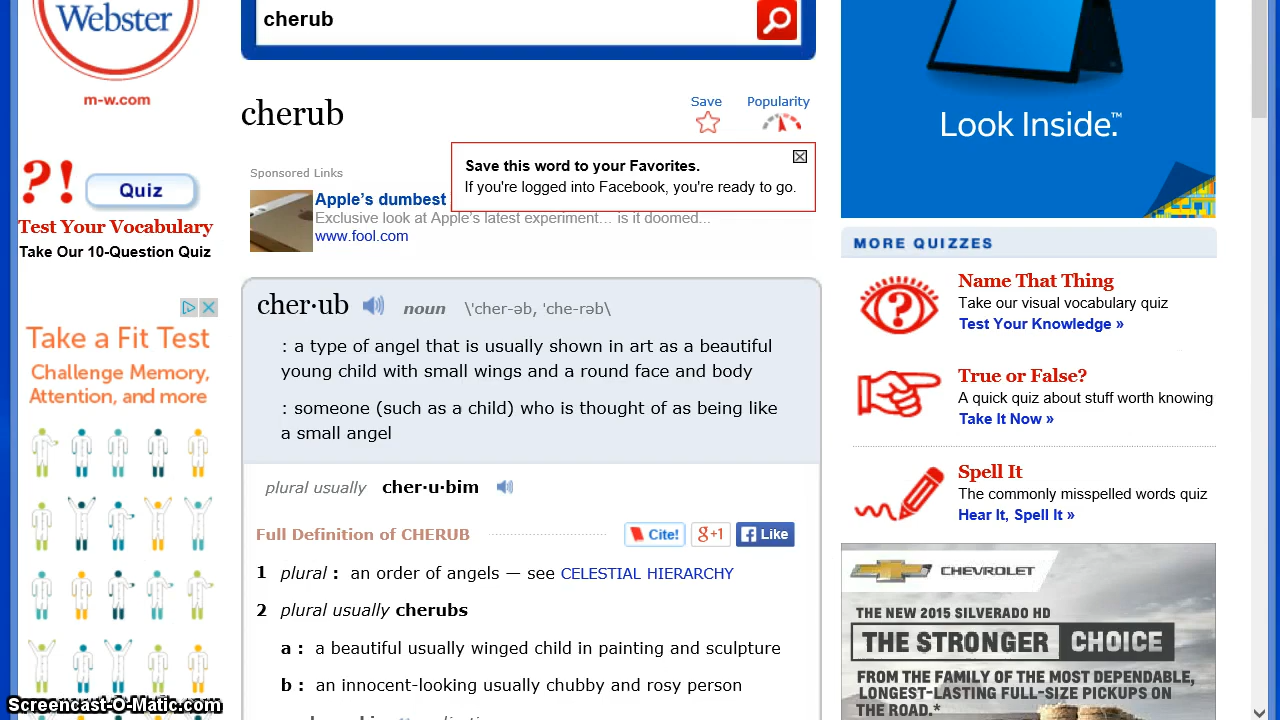 Webster
m-w.com
?! Quiz
Test Your Vocabulary
Take Our 10-Question Quiz
Take a Fit Test
Challenge Memory,
Attention, and more
cherub
cherub
Save
Popularity
Sponsored Links
Save this word to your Favorites.
If you're logged into Facebook, you're ready to go.
Apple's dumbest
Exclusive look at Apple's latest experiment... is it doomed...
www.fool.com
cher·ub noun \ˈcher-əb, ˈche-rəb\
: a type of angel that is usually shown in art as a beautiful
young child with small wings and a round face and body
: someone (such as a child) who is thought of as being like
a small angel
plural usually cher·u·bim
Full Definition of CHERUB
Cite!
g+1
Like
1 plural : an order of angels — see CELESTIAL HIERARCHY
2 plural usually cherubs
a : a beautiful usually winged child in painting and sculpture
b : an innocent-looking usually chubby and rosy person
Look Inside.™
MORE QUIZZES
Name That Thing
Take our visual vocabulary quiz
Test Your Knowledge »
True or False?
A quick quiz about stuff worth knowing
Take It Now »
Spell It
The commonly misspelled words quiz
Hear It, Spell It »
CHEVROLET
THE NEW 2015 SILVERADO HD
THE STRONGER CHOICE
FROM THE FAMILY OF THE MOST DEPENDABLE,
LONGEST-LASTING FULL-SIZE PICKUPS ON
THE ROAD.*
Screencast-O-Matic.com